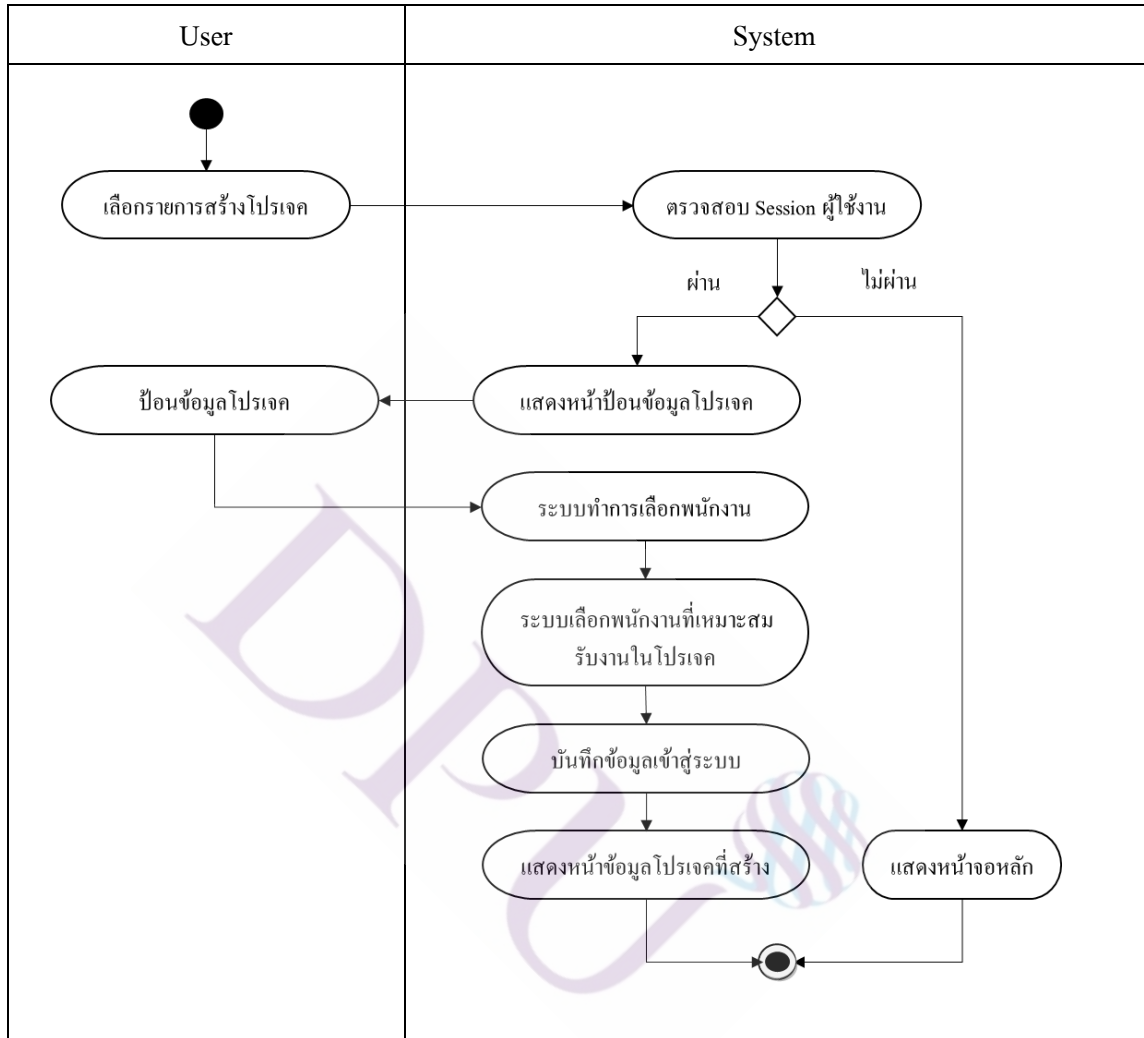 User
System
เลือกรายการสร้างโปรเจค
ตรวจสอบ Session ผู้ใช้งาน
ผ่าน
ไม่ผ่าน
ป้อนข้อมูลโปรเจค
แสดงหน้าป้อนข้อมูลโปรเจค
ระบบทำการเลือกพนักงาน
ระบบเลือกพนักงานที่เหมาะสม
รับงานในโปรเจค
บันทึกข้อมูลเข้าสู่ระบบ
แสดงหน้าข้อมูลโปรเจคที่สร้าง
แสดงหน้าจอหลัก
DPU